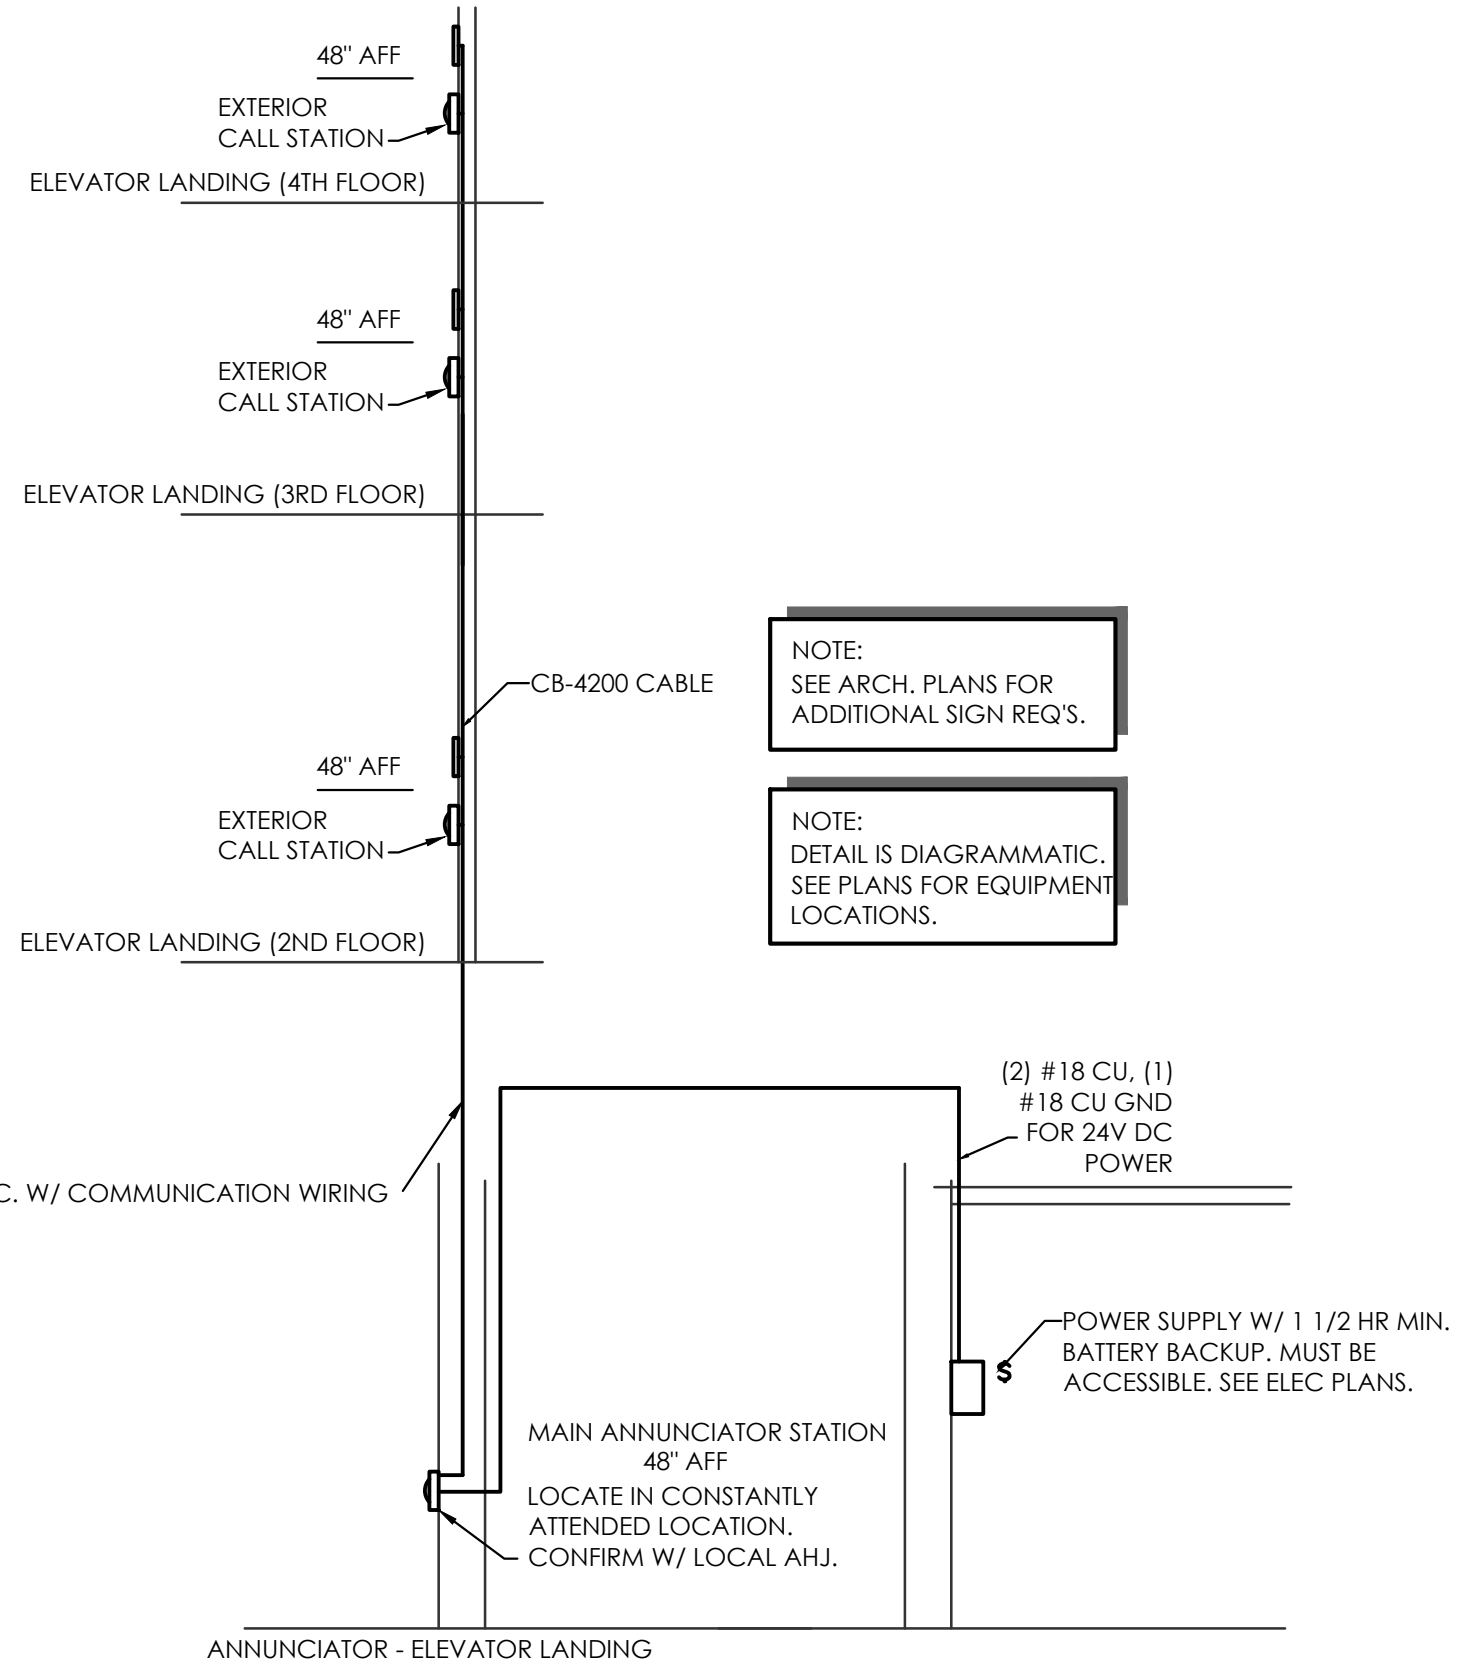 48" AFF
EXTERIOR
CALL STATION
ELEVATOR LANDING (4TH FLOOR)
48" AFF
EXTERIOR
CALL STATION
ELEVATOR LANDING (3RD FLOOR)
NOTE:
SEE ARCH. PLANS FOR
ADDITIONAL SIGN REQ'S.
CB-4200 CABLE
48" AFF
EXTERIOR
CALL STATION
NOTE:
DETAIL IS DIAGRAMMATIC.
SEE PLANS FOR EQUIPMENT
LOCATIONS.
ELEVATOR LANDING (2ND FLOOR)
(2) #18 CU, (1)
#18 CU GND
FOR 24V DC
POWER
C. W/ COMMUNICATION WIRING
POWER SUPPLY W/ 1 1/2 HR MIN.
BATTERY BACKUP. MUST BE
ACCESSIBLE. SEE ELEC PLANS.
S
MAIN ANNUNCIATOR STATION
48" AFF
LOCATE IN CONSTANTLY
ATTENDED LOCATION.
CONFIRM W/ LOCAL AHJ.
ANNUNCIATOR - ELEVATOR LANDING